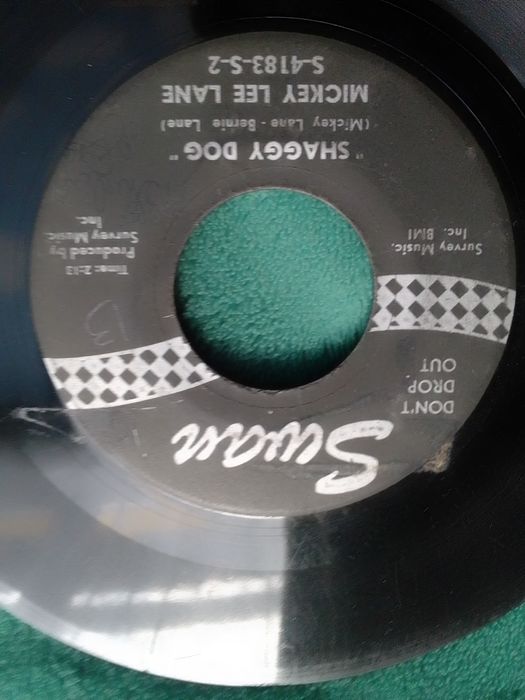 Swan
DON'T
DROP
OUT
Survey Music,
Inc. BMI
Time: 2:13
Produced by
Survey Music,
Inc.
"SHAGGY DOG"
(Mickey Lane - Bernie Lane)
MICKEY LEE LANE
S-4183-S-2